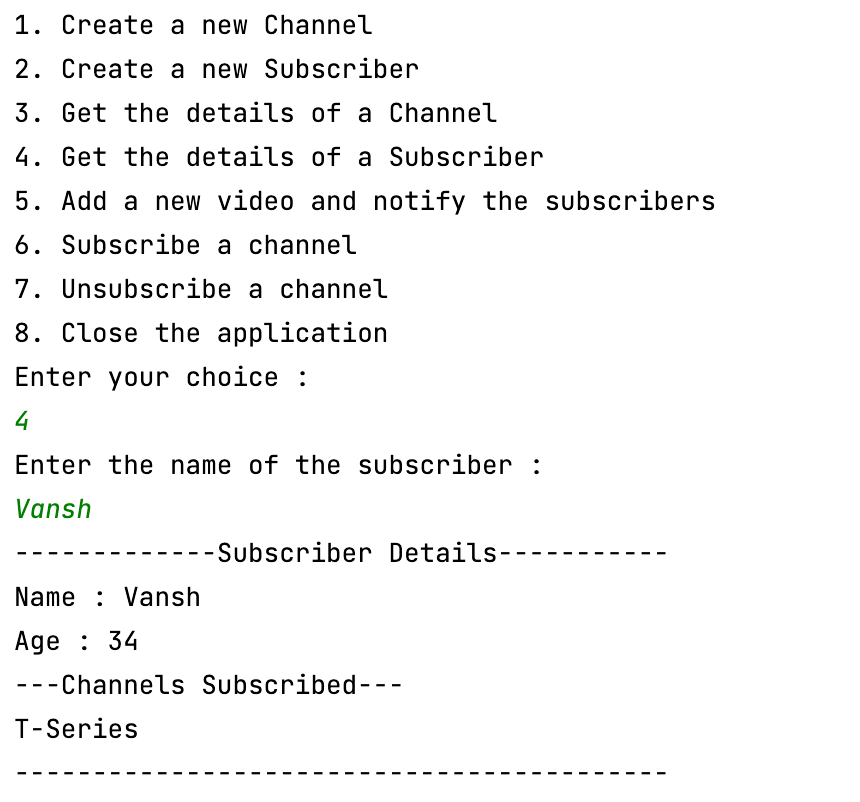 1. Create a new Channel
2. Create a new Subscriber
3. Get the details of a Channel
4. Get the details of a Subscriber
5. Add a new video and notify the subscribers
6. Subscribe a channel
7. Unsubscribe a channel
8. Close the application
Enter your choice :
4
Enter the name of the subscriber :
Vansh
-------------Subscriber Details-----------
Name : Vansh
Age : 34
---Channels Subscribed---
T-Series
------------------------------------------